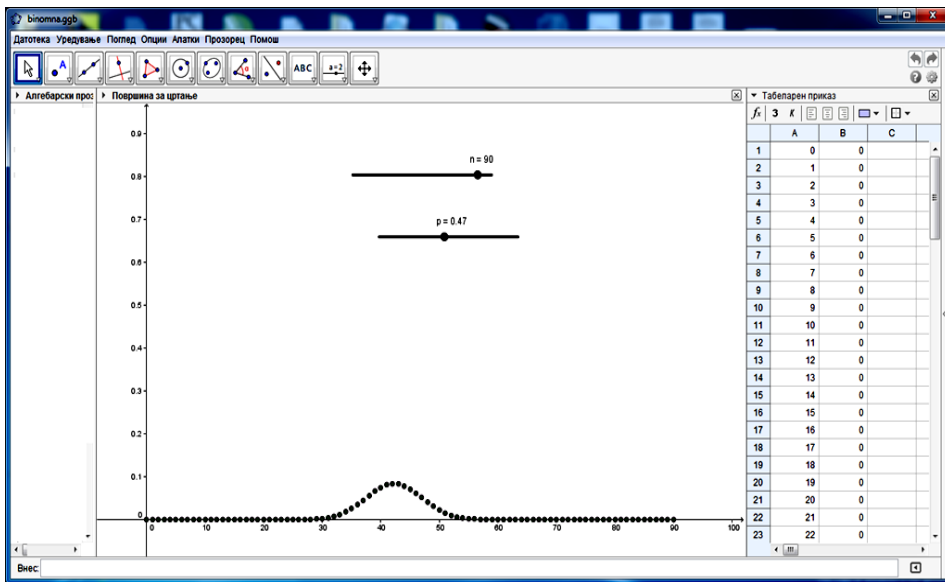 binomna.ggb
Датотека Уредување Поглед Опции Алатки Прозорец Помош
A
α
ABC
a=2
Алгебарски проз
Површина за цртање
Табеларен приказ
fx З К
0.9
0.8
0.7
0.6
0.5
0.4
0.3
0.2
0.1
0
n = 90
p = 0.47
0 10 20 30 40 50 60 70 80 90 100
A B C
1 0 0
2 1 0
3 2 0
4 3 0
5 4 0
6 5 0
7 6 0
8 7 0
9 8 0
10 9 0
11 10 0
12 11 0
13 12 0
14 13 0
15 14 0
16 15 0
17 16 0
18 17 0
19 18 0
20 19 0
21 20 0
22 21 0
23 22 0
Внес: